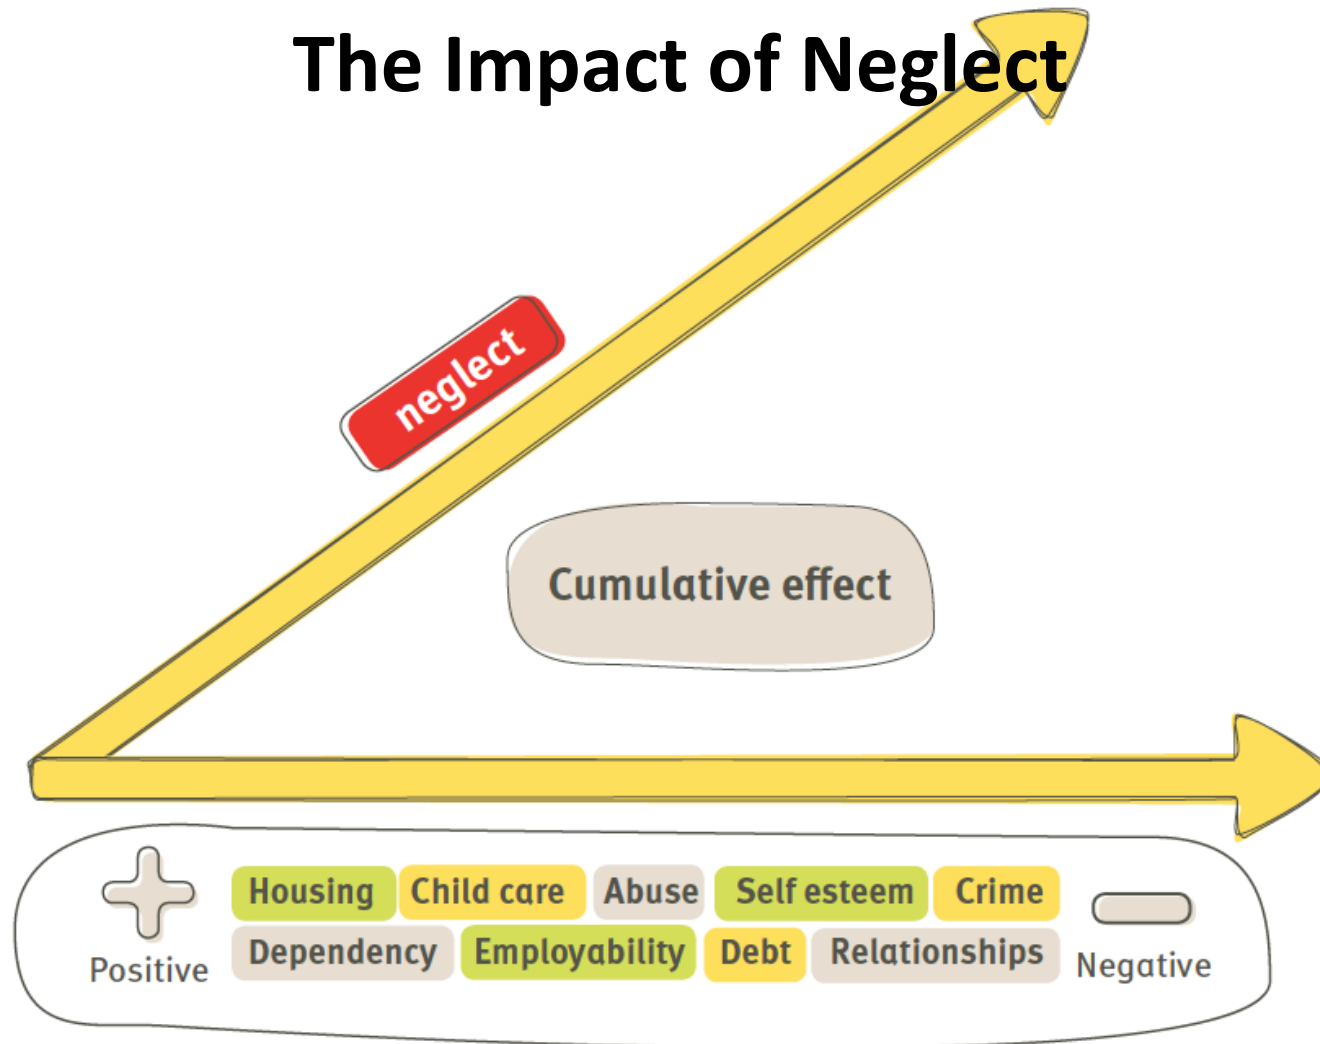 The Impact of Neglect
neglect
Cumulative effect
Housing Child care Abuse Self esteem Crime
Dependency Employability Debt Relationships
Positive
Negative